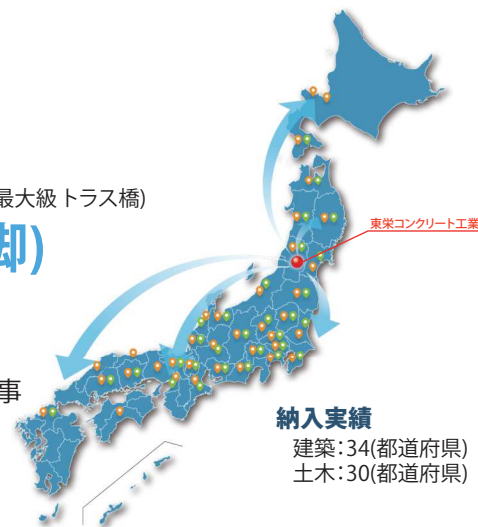 最大級 トラス橋)
却)
事
東栄コンクリート工業
納入実績
建築:34(都道府県)
土木:30(都道府県)